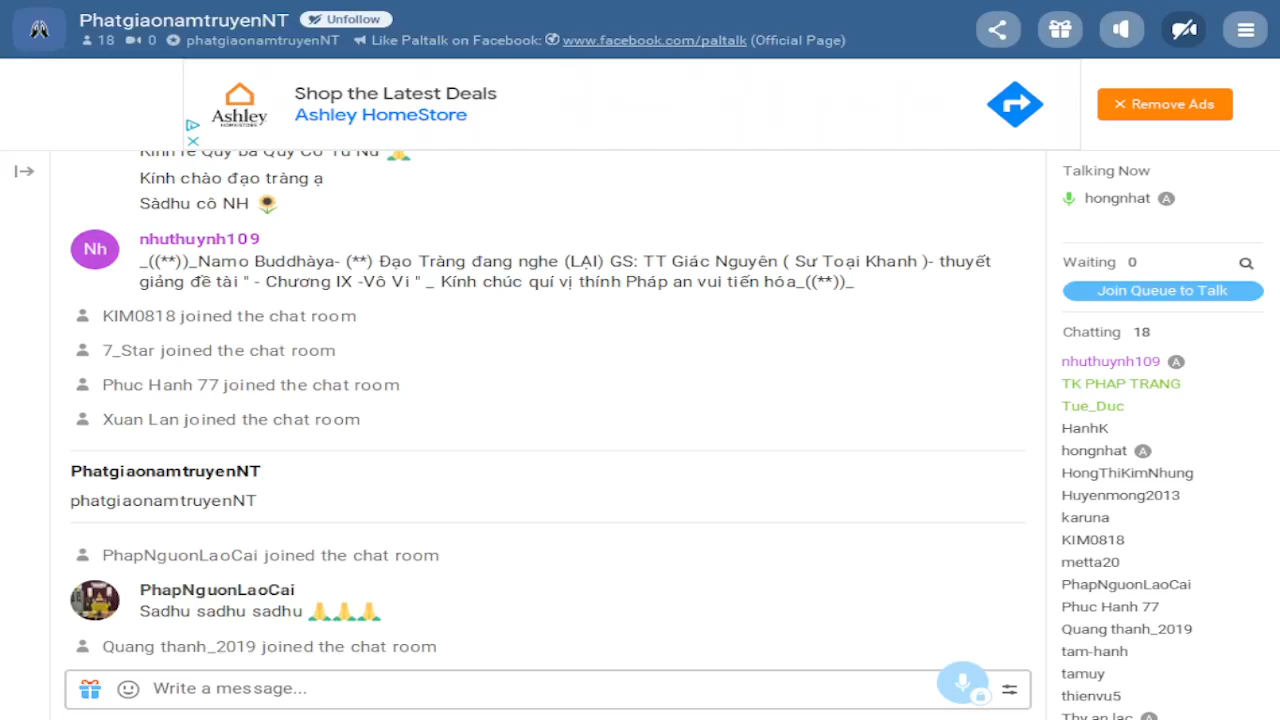 PhatgiaonamtruyenNT Unfollow
18 0 phatgiaonamtruyenNT Like Paltalk on Facebook: www.facebook.com/paltalk (Official Page)
Shop the Latest Deals
Ashley HomeStore
Ashley
HOMESTORE
Remove Ads
Kính chào đạo tràng ạ
Sàdhu cô NH
Nh
nhuthuynh109
_((**))_Namo Buddhàya- (**) Đạo Tràng đang nghe (LẠI) GS: TT Giác Nguyên ( Sư Toại Khanh )- thuyết
giảng đề tài " - Chương IX -Vô Vi " _ Kính chúc quí vị thính Pháp an vui tiến hóa_((**))_
KIM0818 joined the chat room
7_Star joined the chat room
Phuc Hanh 77 joined the chat room
Xuan Lan joined the chat room
PhatgiaonamtruyenNT
phatgiaonamtruyenNT
PhapNguonLaoCai joined the chat room
PhapNguonLaoCai
Sadhu sadhu sadhu
Quang thanh_2019 joined the chat room
Write a message...
Talking Now
hongnhat A
Waiting 0
Join Queue to Talk
Chatting 18
nhuthuynh109 A
TK PHAP TRANG
Tue_Duc
HanhK
hongnhat A
HongThiKimNhung
Huyenmong2013
karuna
KIM0818
metta20
PhapNguonLaoCai
Phuc Hanh 77
Quang thanh_2019
tam-hanh
tamuy
thienvu5
Thy an lac A